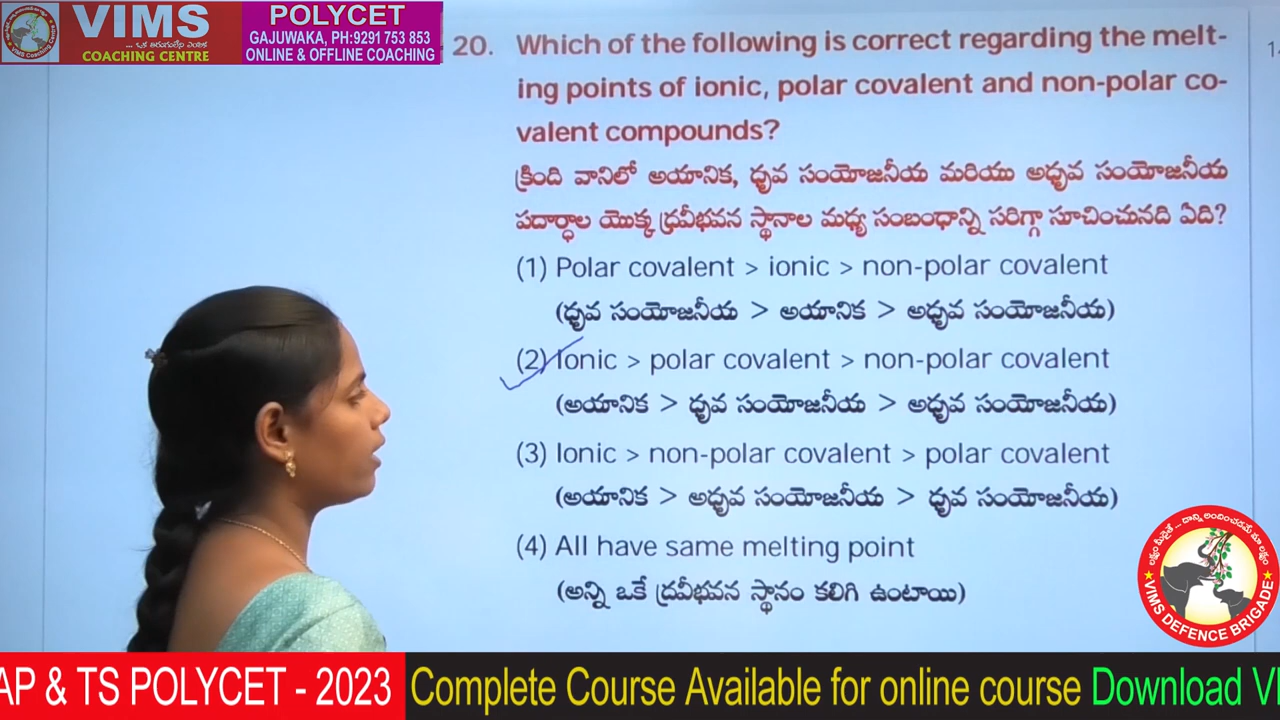 VIMS
... ఒక తిరుగులేని ఎంపిక
COACHING CENTRE
POLYCET
GAJUWAKA, PH:9291 753 853
ONLINE & OFFLINE COACHING
20. Which of the following is correct regarding the melt-
ing points of ionic, polar covalent and non-polar co-
valent compounds?
క్రింది వానిలో అయానిక, ధృవ సంయోజనీయ మరియు అధృవ సంయోజనీయ
పదార్థాల యొక్క ద్రవీభవన స్థానాల మధ్య సంబంధాన్ని సరిగ్గా సూచించునది ఏది?
(1) Polar covalent > ionic > non-polar covalent
(ధృవ సంయోజనీయ > అయానిక > అధృవ సంయోజనీయ)
(2) Ionic > polar covalent > non-polar covalent
(అయానిక > ధృవ సంయోజనీయ > అధృవ సంయోజనీయ)
(3) Ionic > non-polar covalent > polar covalent
(అయానిక > అధృవ సంయోజనీయ > ధృవ సంయోజనీయ)
(4) All have same melting point
(అన్ని ఒకే ద్రవీభవన స్థానం కలిగి ఉంటాయి)
VIMS DEFENCE BRIGADE
AP & TS POLYCET - 2023 Complete Course Available for online course Download